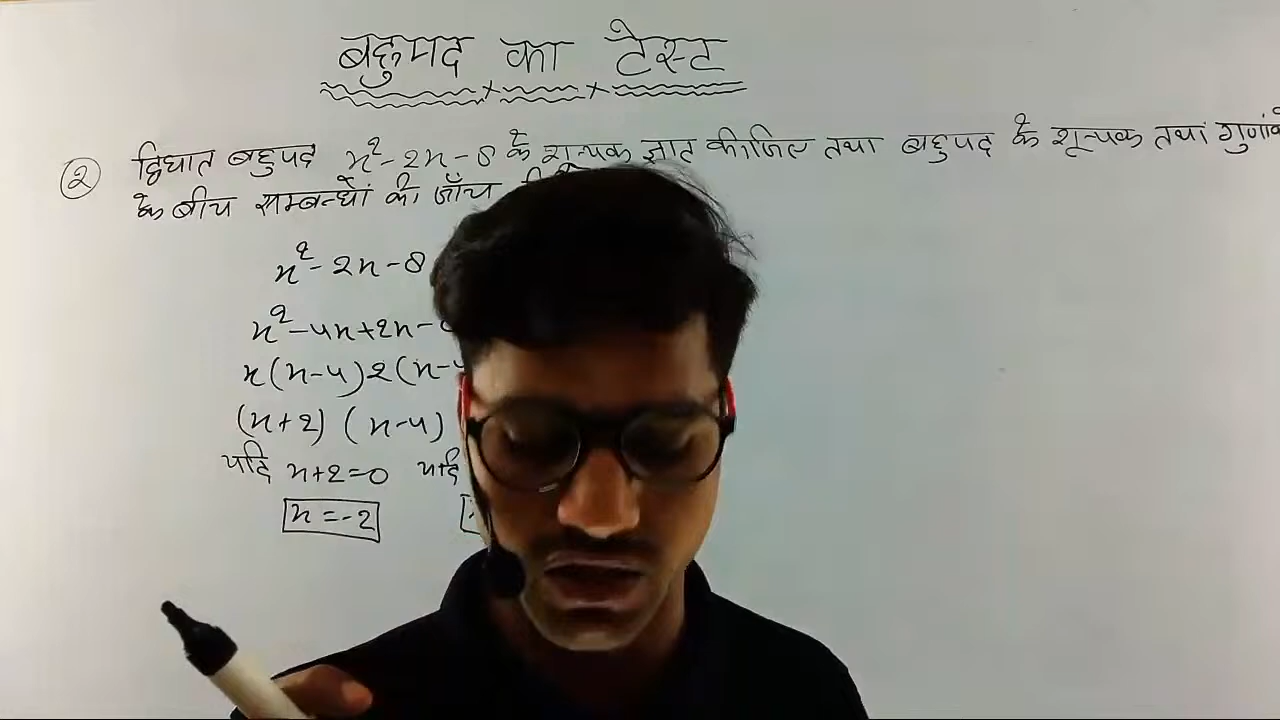 बहुपद का टेस्ट
② द्विघात बहुपद x²-2x-8 के शून्यक ज्ञात कीजिए तथा बहुपद के शून्यक तथा
के बीच सम्बन्धों की जाँच
x²-2x-8
x²-4x+2x-
x(x-4)2(x-
(x+2) (x-4)
यदि x+2=0 यदि
x=-2